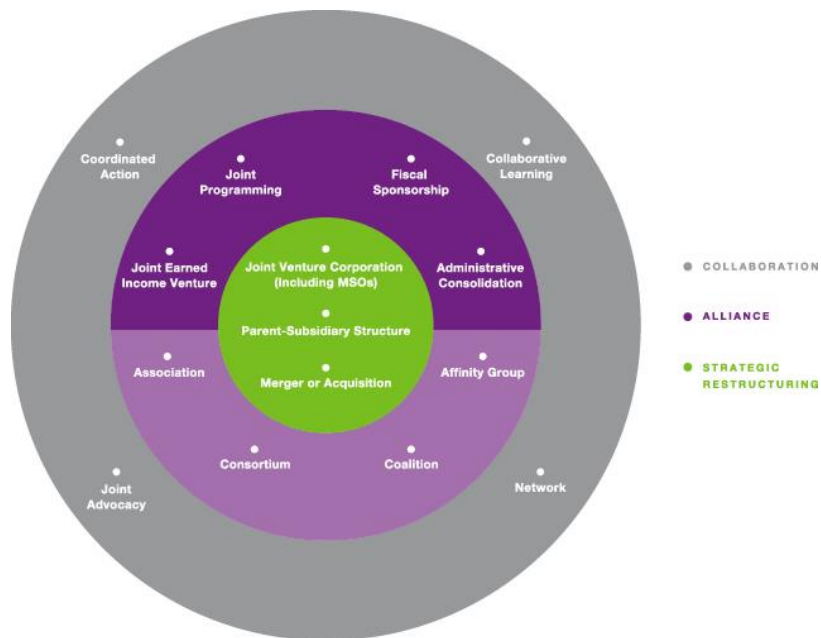 Coordinated
Action
Joint
Programming
Fiscal
Sponsorship
Collaborative
Learning
Joint Earned
Income Venture
Joint Venture Corporation
(Including MSOs)
Administrative
Consolidation
Parent-Subsidiary Structure
Association
Merger or Acquisition
Affinity Group
Consortium
Coalition
Joint
Advocacy
Network
COLLABORATION
ALLIANCE
STRATEGIC
RESTRUCTURING